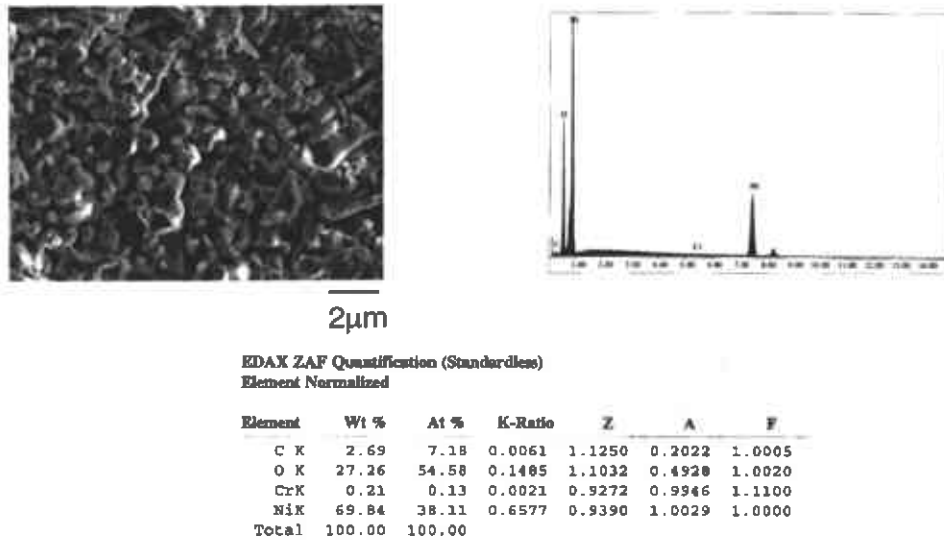 2μm
EDAX ZAF Quantification (Standardless)
Element Normalized
Element Wt % At % K-Ratio Z A F
C K 2.69 7.18 0.0061 1.1250 0.2022 1.0005
O K 27.26 54.58 0.1485 1.1032 0.4928 1.0020
CrK 0.21 0.13 0.0021 0.9272 0.9946 1.1100
NiK 69.84 38.11 0.6577 0.9390 1.0029 1.0000
Total 100.00 100.00